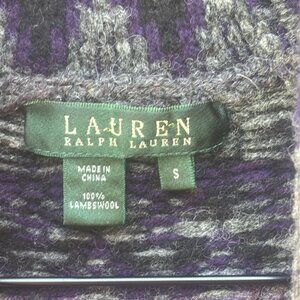 LAUREN
RALPH LAUREN
MADE IN
CHINA
100%
LAMBSWOOL
S